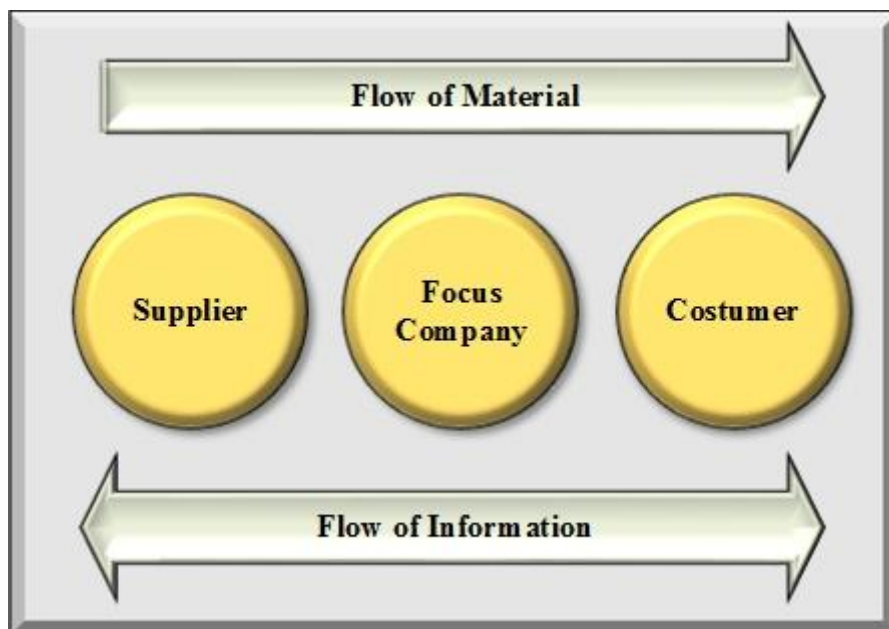 Flow of Material
Supplier
Focus
Company
Costumer
Flow of Information